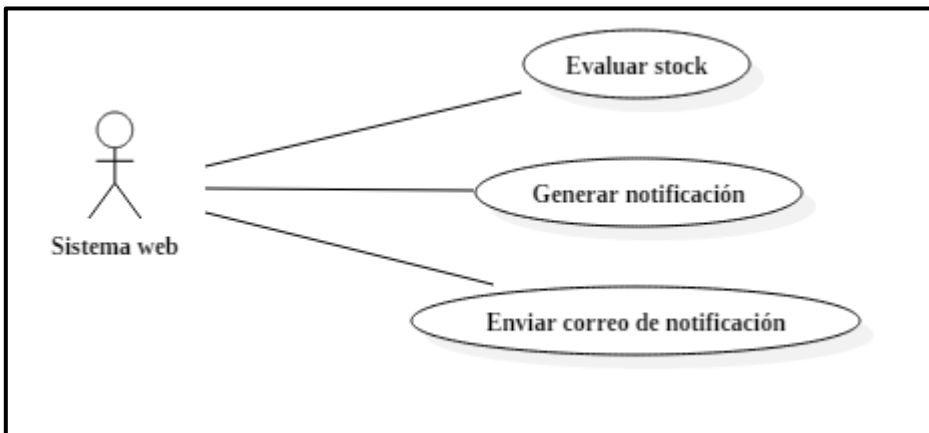 Evaluar stock
Generar notificación
Sistema web
Enviar correo de notificación